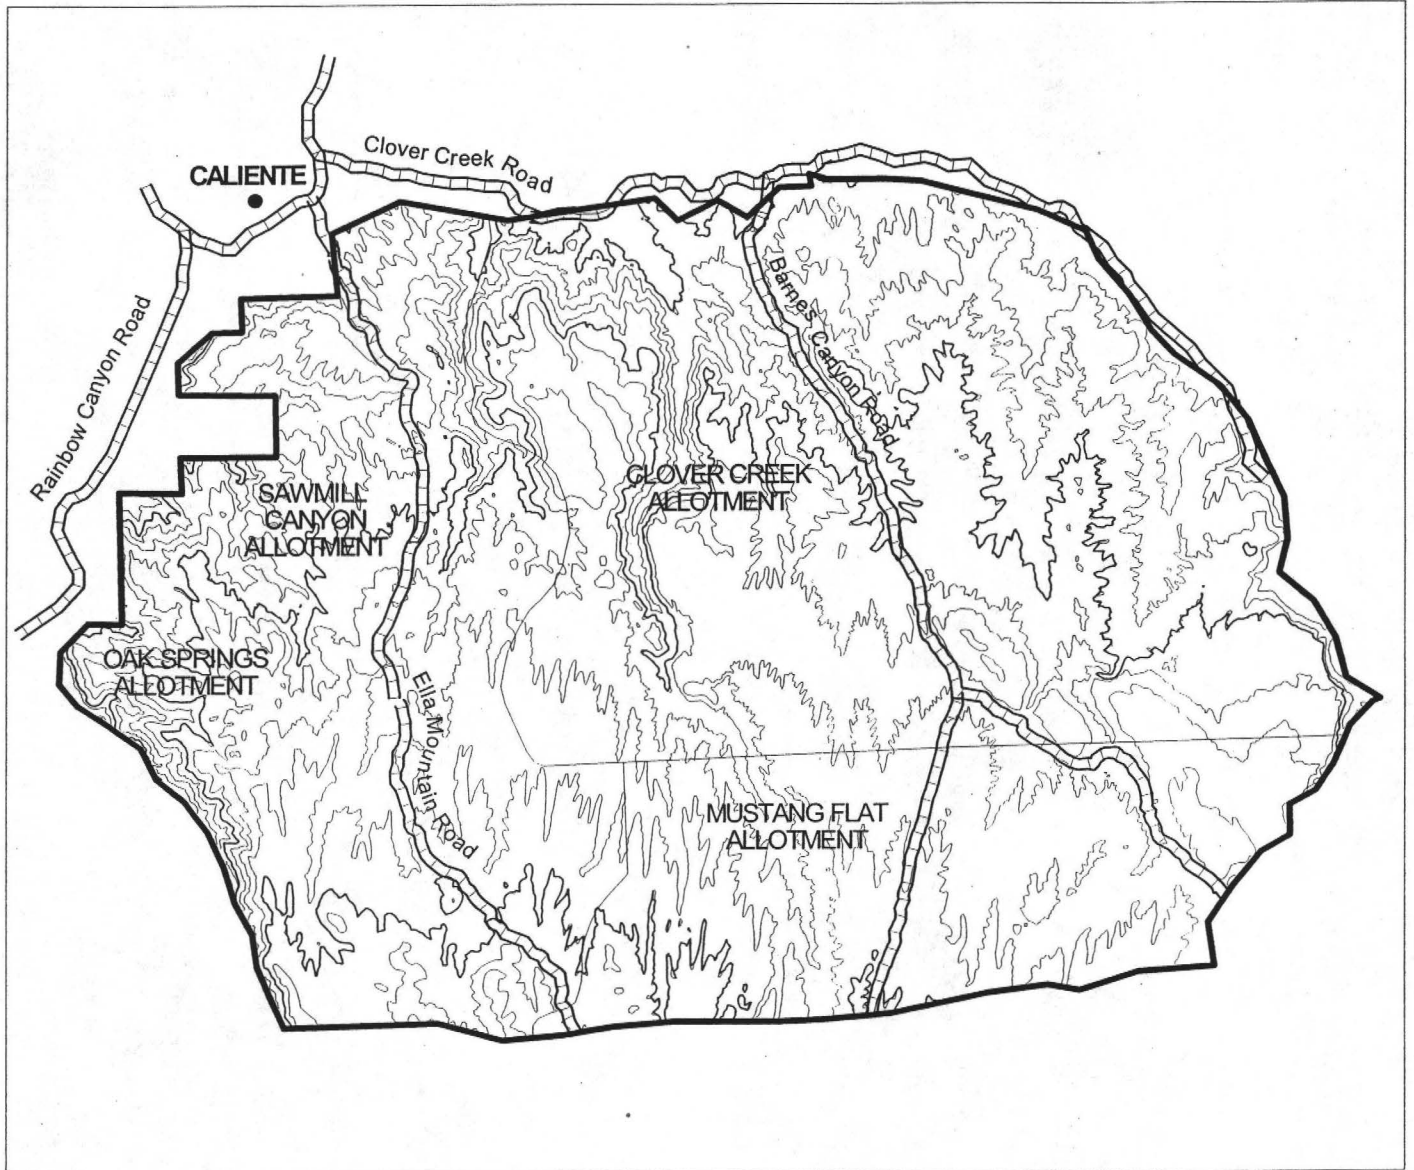 Clover Creek Road
CALIENTE
Barnes Canyon Road
Rainbow Canyon Road
CLOVER CREEK
ALLOTMENT
SAWMILL
CANYON
ALLOTMENT
OAK SPRINGS
ALLOTMENT
Ella Mountain Road
MUSTANG FLAT
ALLOTMENT